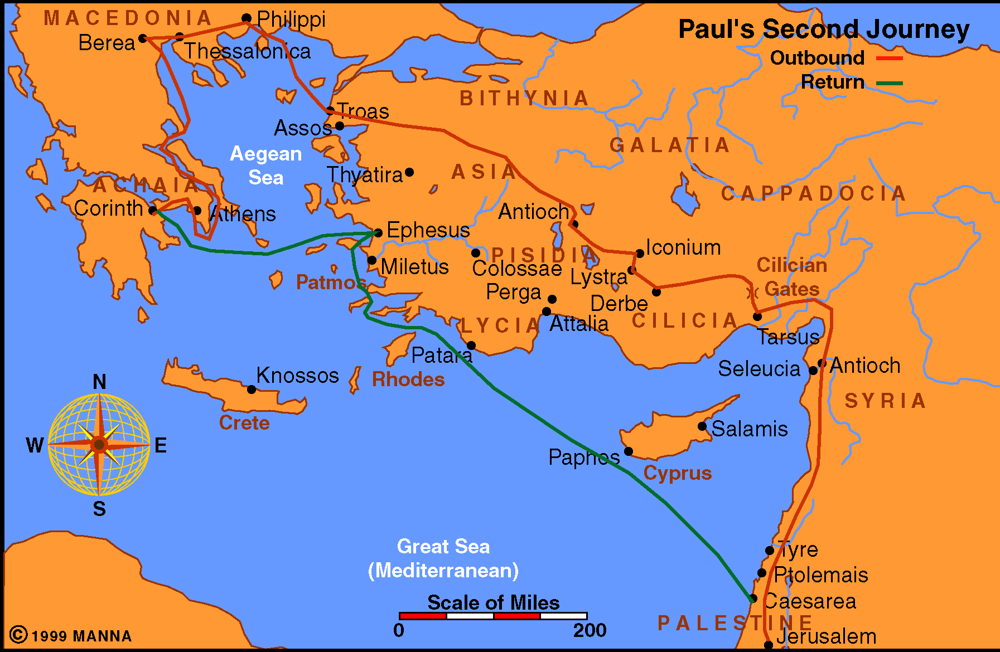 MACEDONIA
Philippi
Berea
Thessalonica
Paul's Second Journey
Outbound
Return
BITHYNIA
Troas
Assos
Aegean
Sea
GALATIA
Thyatira
ASIA
ACHAIA
CAPPADOCIA
Corinth
Athens
Antioch
Ephesus
Iconium
PISIDIA
Miletus
Colossae
Lystra
Cilician
Gates
Patmos
Perga
Derbe
LYCIA
Attalia
CILICIA
Tarsus
Patara
Rhodes
Seleucia
Antioch
Knossos
Crete
SYRIA
N
W
E
S
Salamis
Paphos
Cyprus
Great Sea
(Mediterranean)
Tyre
Ptolemais
Caesarea
PALESTINE
Jerusalem
Scale of Miles
0
200
© 1999 MANNA